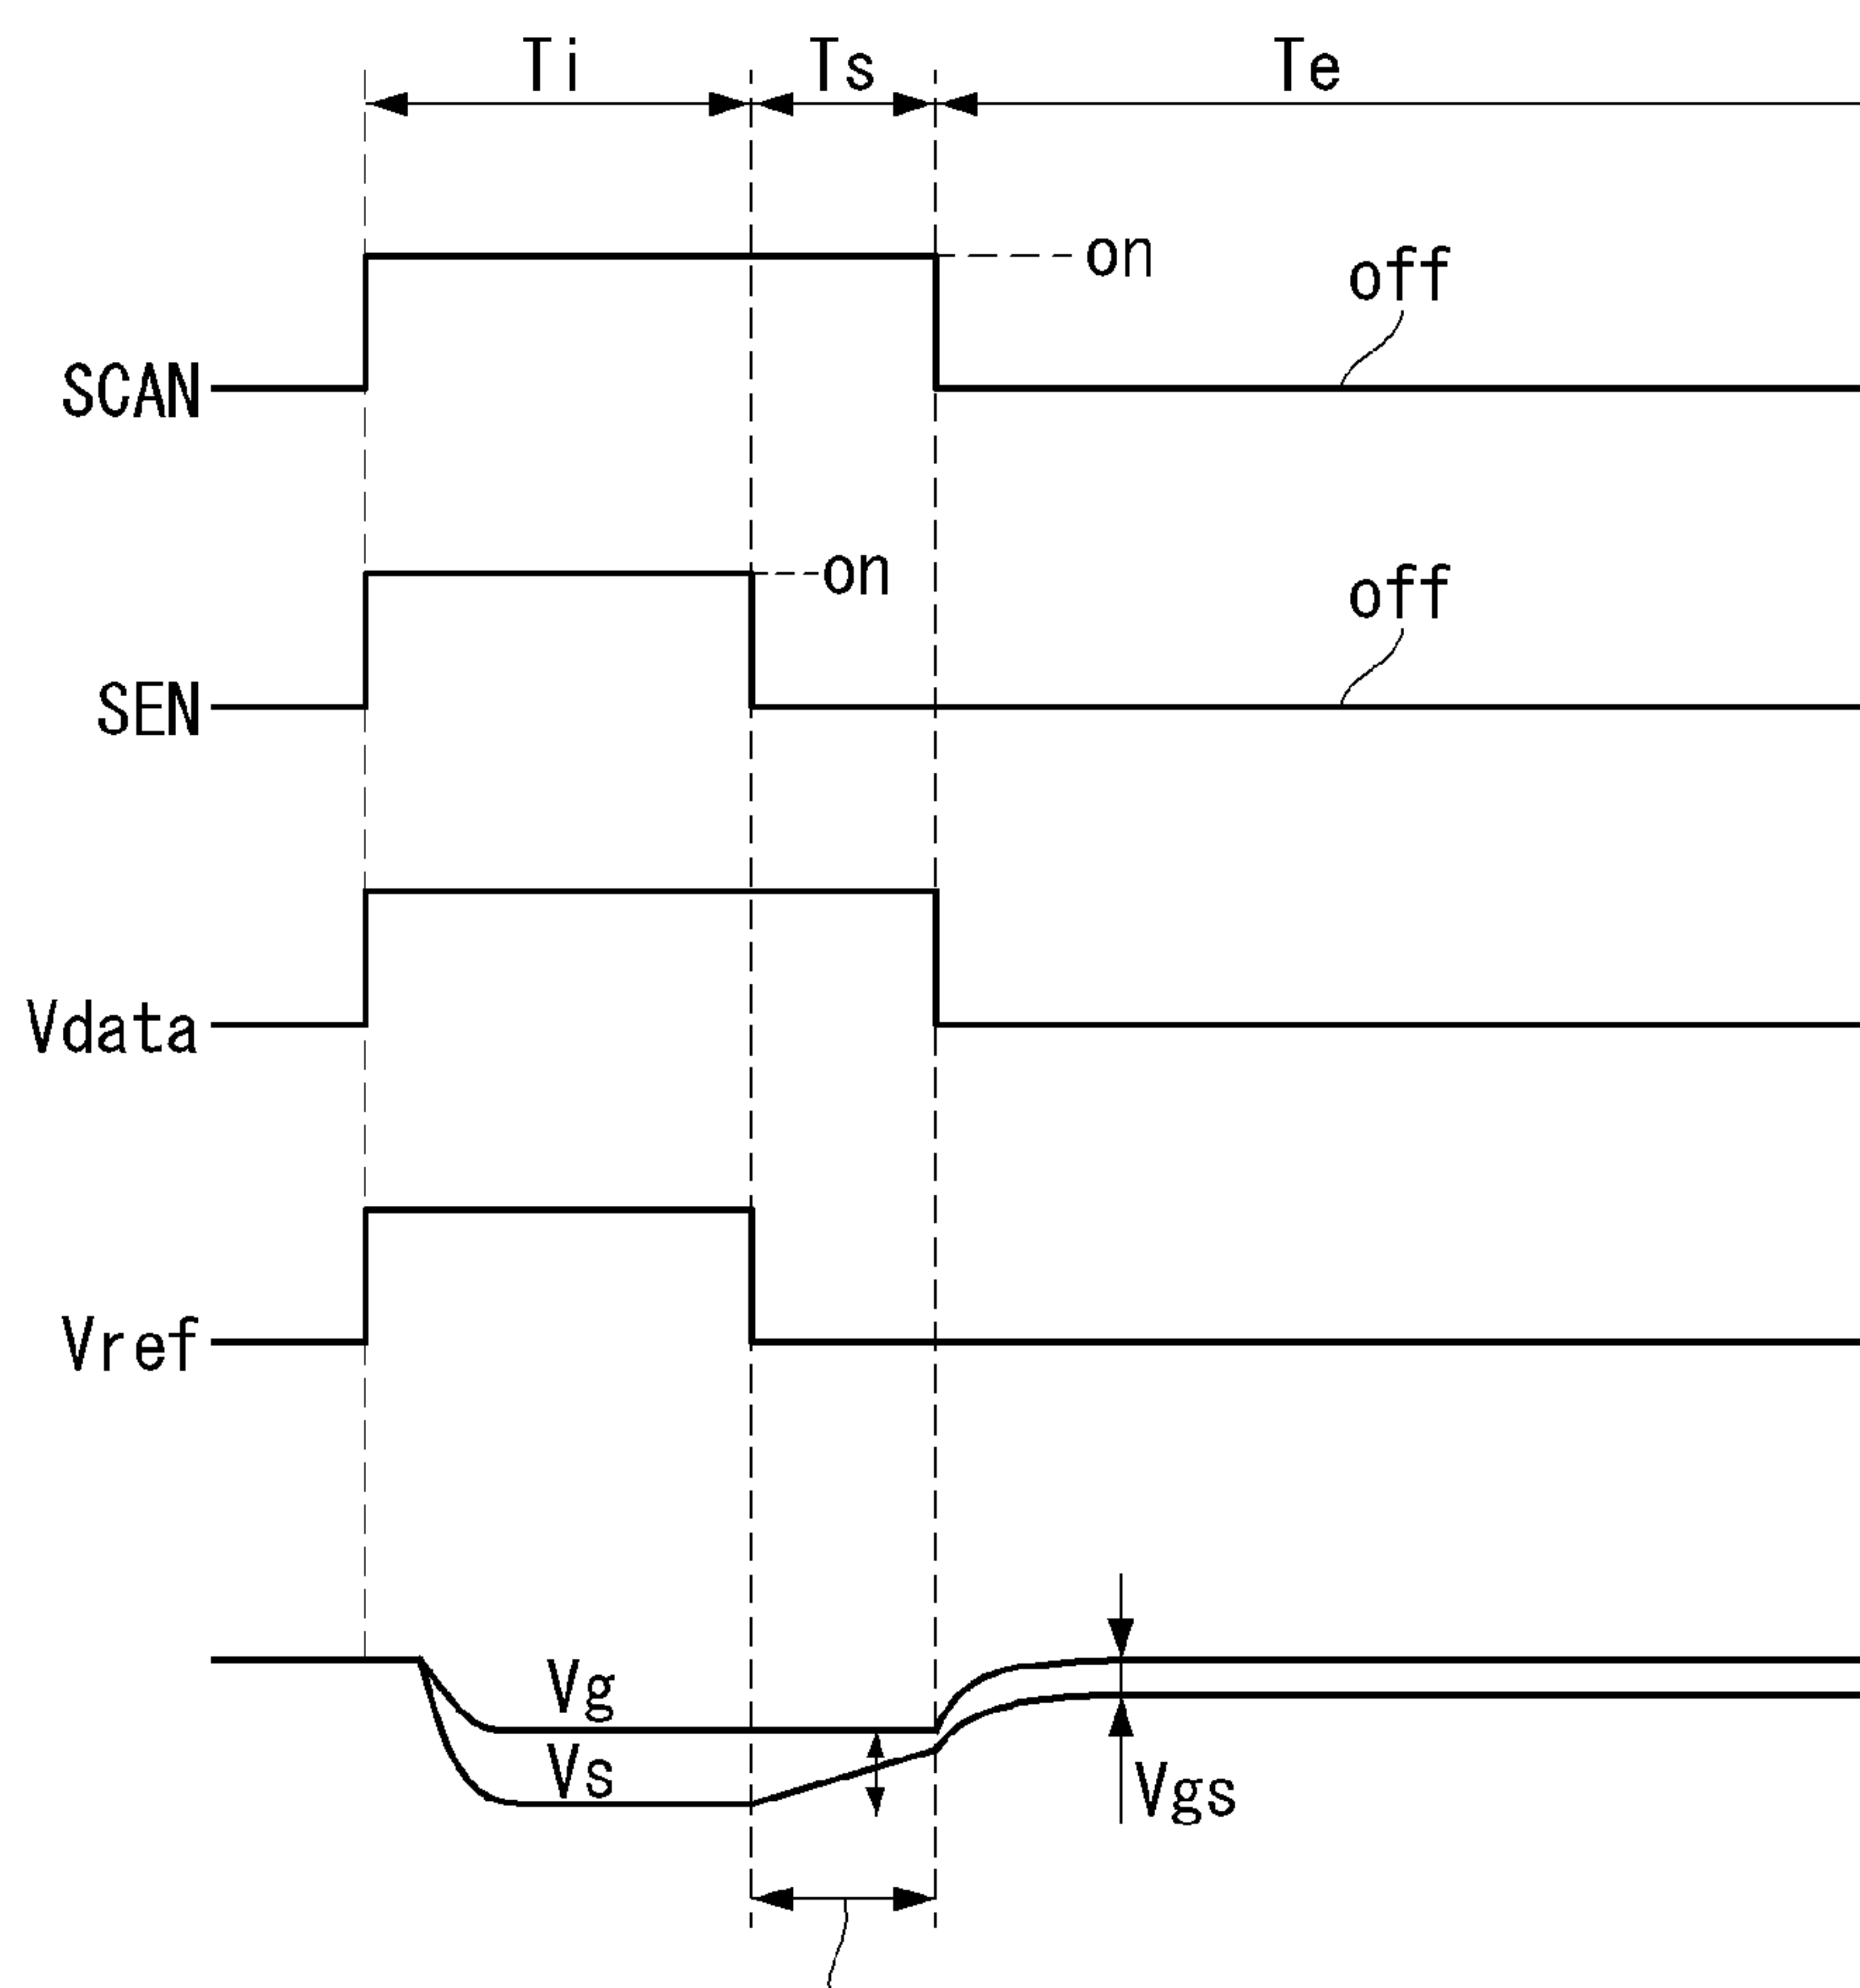 Ti
Ts
Te
on
off
SCAN
on
off
SEN
Vdata
Vref
Vg
Vs
Vgs